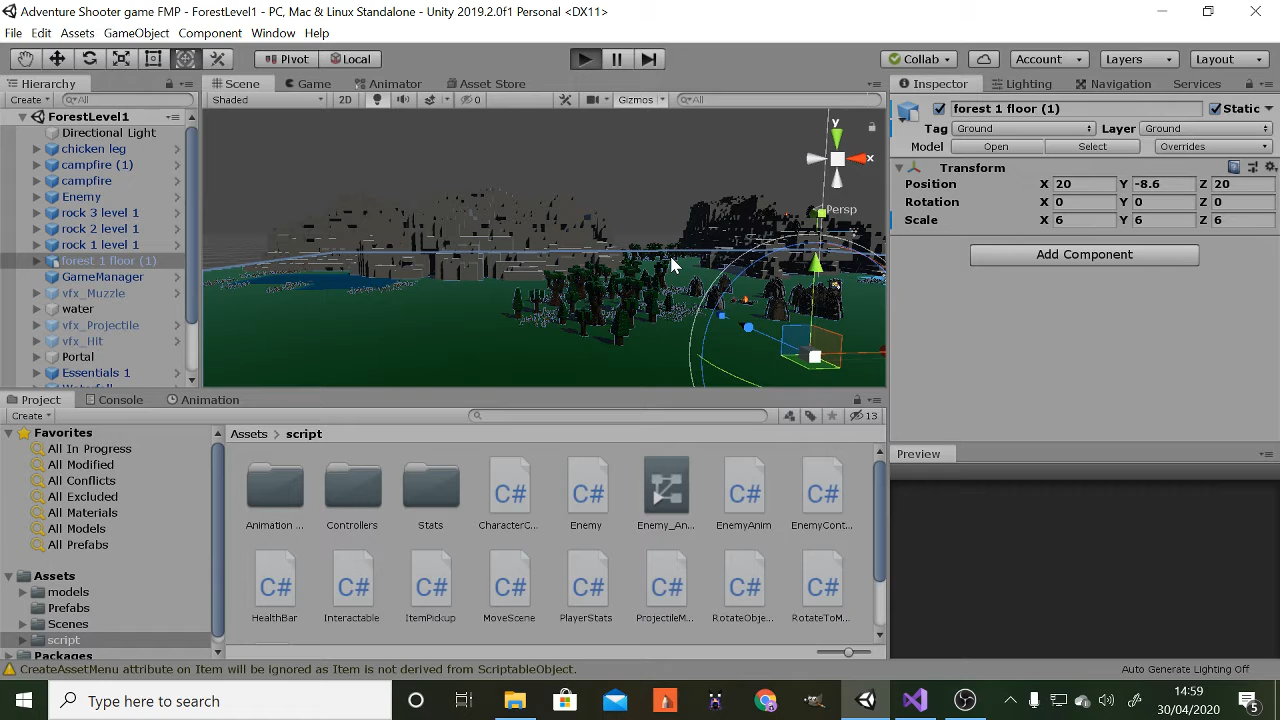 Adventure Shooter game FMP - ForestLevel1 - PC, Mac & Linux Standalone - Unity 2019.2.0f1 Personal <DX11>
File Edit Assets GameObject Component Window Help
Pivot Local Collab Account Layers Layout
Hierarchy
Create All
ForestLevel1
Directional Light
chicken leg
campfire (1)
campfire
Enemy
rock 3 level 1
rock 2 level 1
rock 1 level 1
forest 1 floor (1)
GameManager
vfx_Muzzle
water
vfx_Projectile
vfx_Hit
Portal
Essentials 1
Scene Game Animator Asset Store
Shaded 2D 0 Gizmos All
y
x
Persp
Inspector Lighting Navigation Services
forest 1 floor (1) Static
Tag Ground Layer Ground
Model Open Select Overrides
Transform
Position X 20 Y -8.6 Z 20
Rotation X 0 Y 0 Z 0
Scale X 6 Y 6 Z 6
Add Component
Preview
Project Console Animation
Create 13
Favorites
All In Progress
All Modified
All Conflicts
All Excluded
All Materials
All Models
All Prefabs
Assets
models
Prefabs
Scenes
script
Packages
Assets script
Animation ... Controllers Stats CharacterC... Enemy Enemy_An... EnemyAnim EnemyCont...
C# C# C# C#
C# C# C# C# C# C# C# C#
HealthBar Interactable ItemPickup MoveScene PlayerStats ProjectileM... RotateObje... RotateToM...
CreateAssetMenu attribute on Item will be ignored as Item is not derived from ScriptableObject.
Auto Generate Lighting Off
Type here to search
14:59
30/04/2020
5